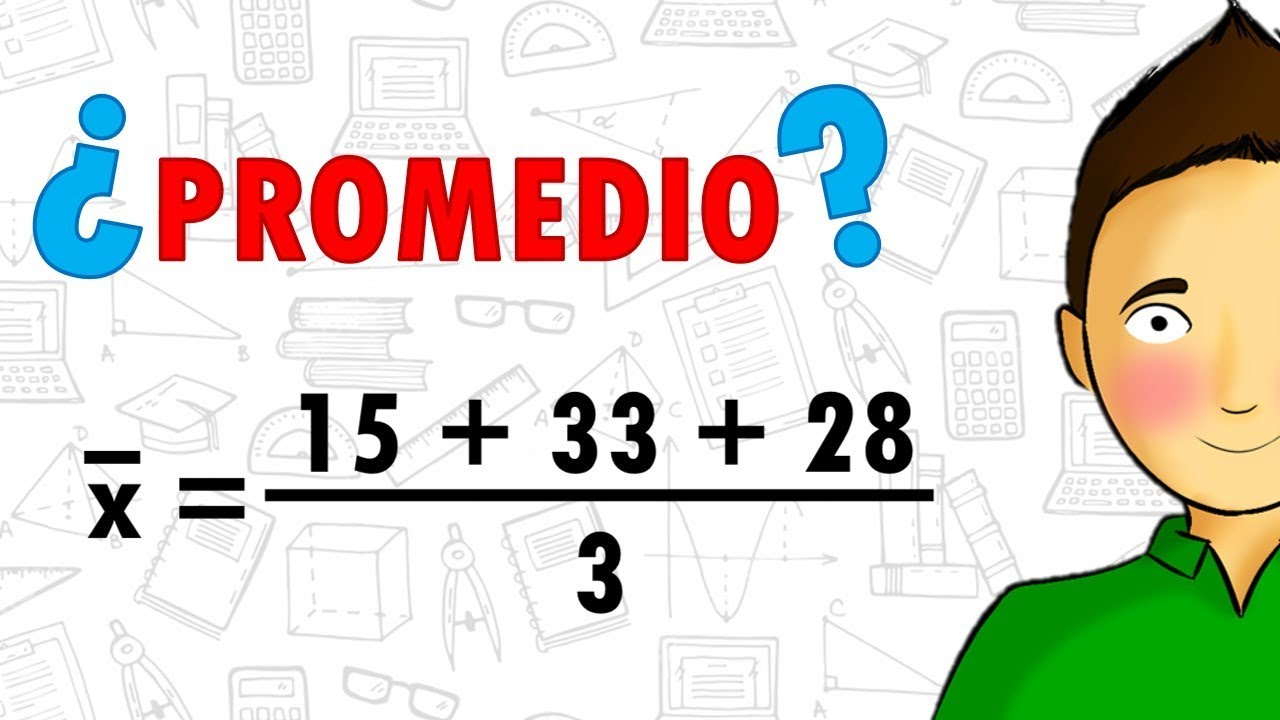 ¿PROMEDIO?
x̅ = 15 + 33 + 28
3